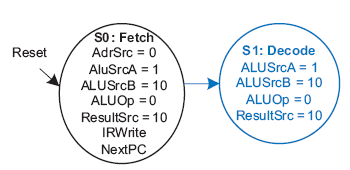 Reset
S0: Fetch
AdrSrc = 0
AluSrcA = 1
ALUSrcB = 10
ALUOp = 0
ResultSrc = 10
IRWrite
NextPC
S1: Decode
ALUSrcA = 1
ALUSrcB = 10
ALUOp = 0
ResultSrc = 10